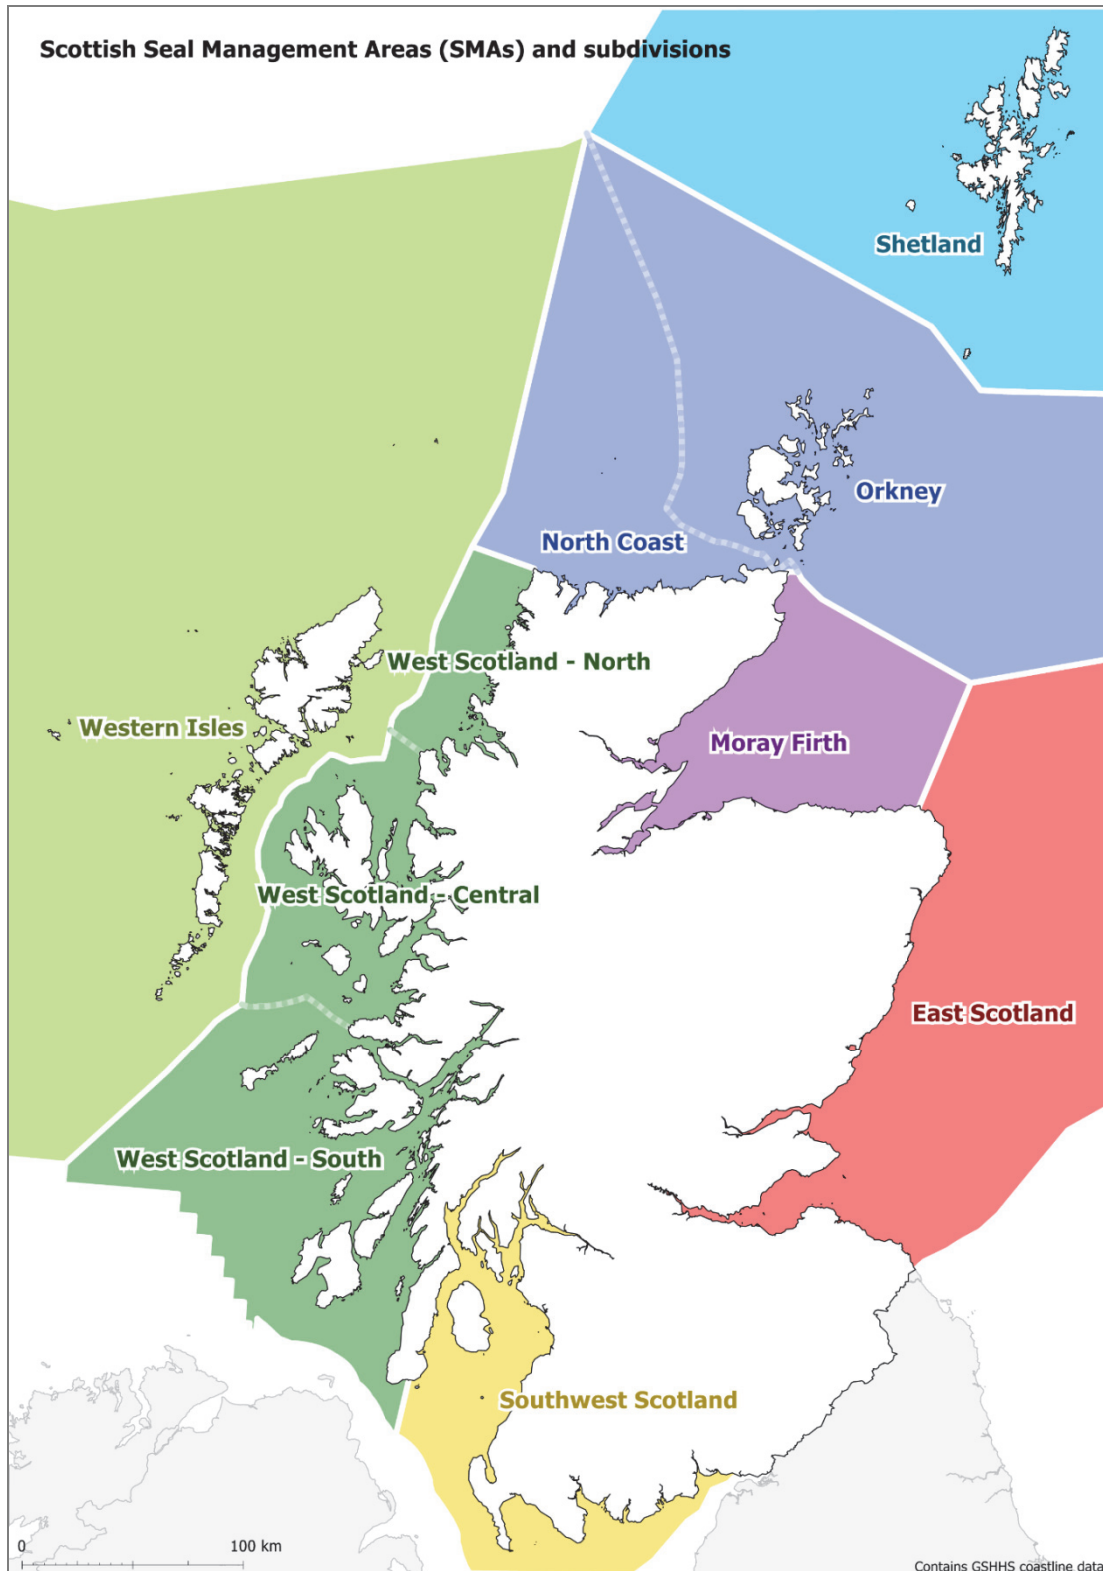 Scottish Seal Management Areas (SMAs) and subdivisions
Shetland
Orkney
North Coast
West Scotland - North
Western Isles
Moray Firth
West Scotland - Central
East Scotland
West Scotland - South
Southwest Scotland
0 100 km
Contains GSHHS coastline data